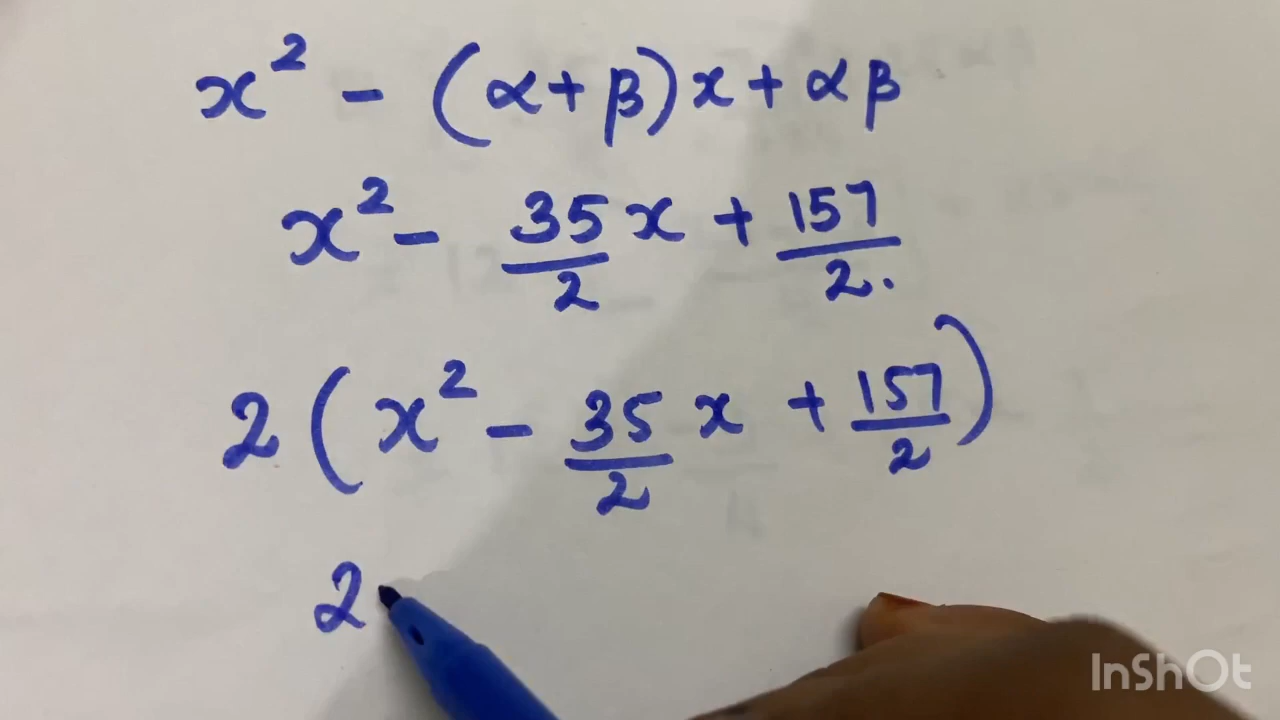 x² - (α + β)x + αβ
x² - 35/2 x + 157/2.
2(x² - 35/2 x + 157/2)
2
InShOt